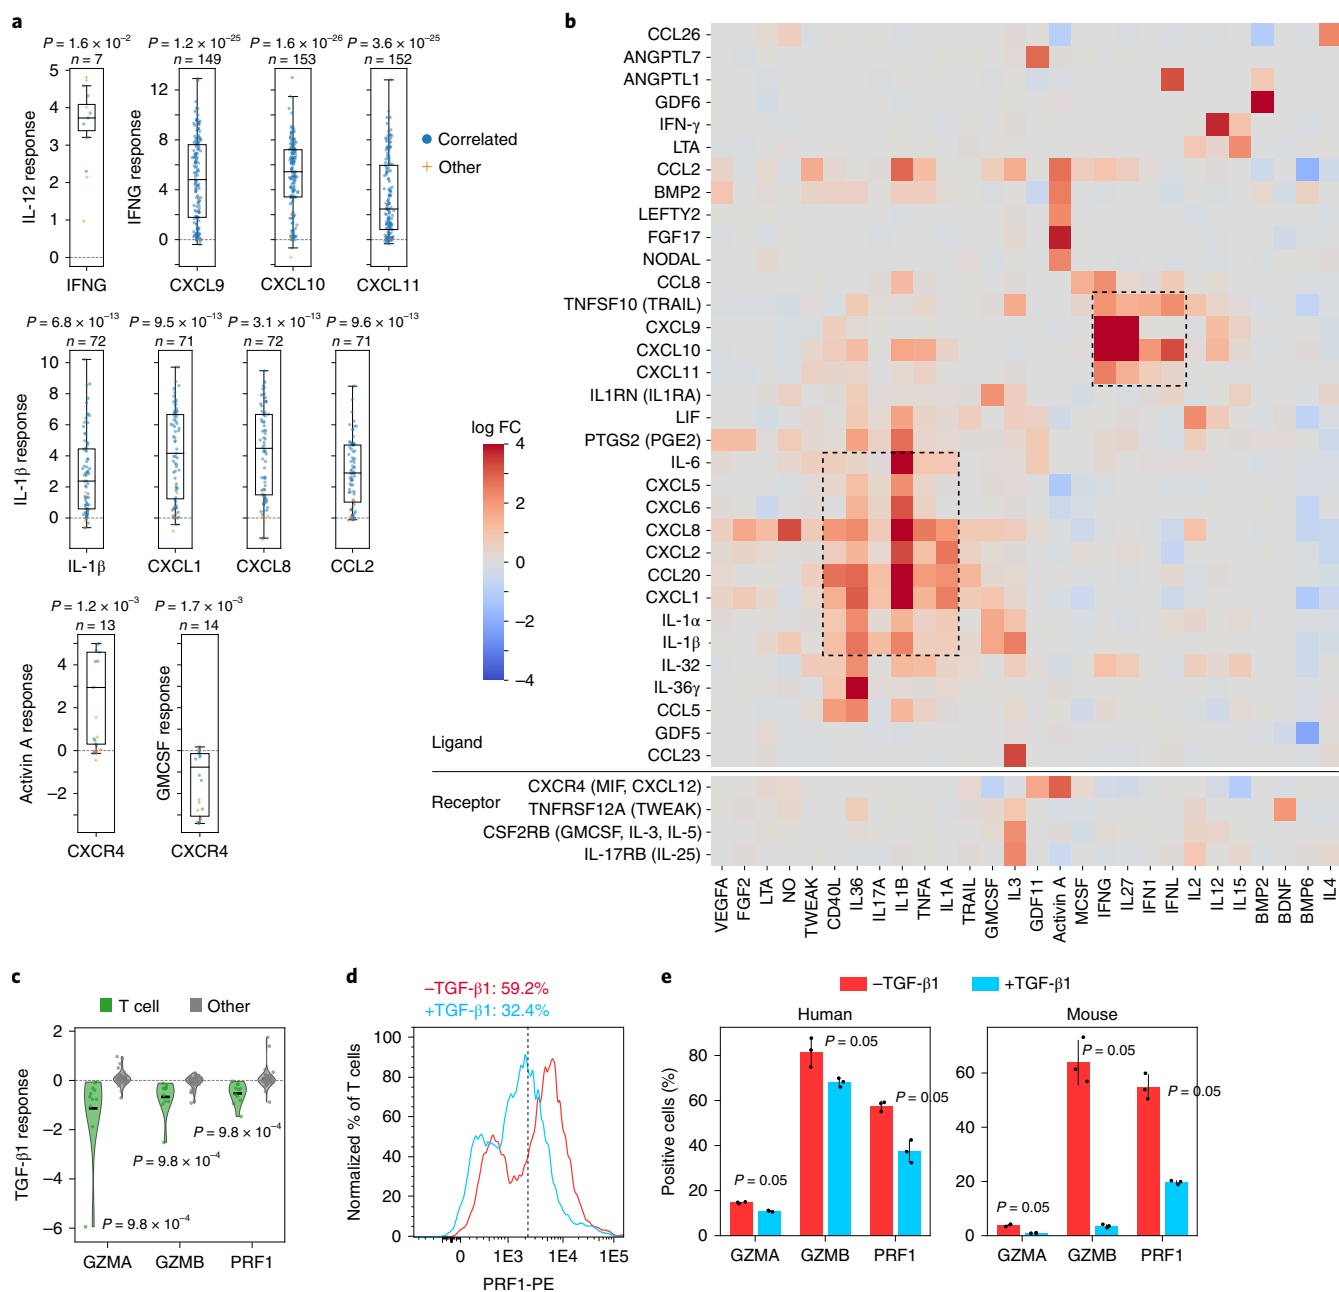 a
P = 1.6 × 10⁻²
n = 7
P = 1.2 × 10⁻²⁵
n = 149
P = 1.6 × 10⁻²⁶
n = 153
P = 3.6 × 10⁻²⁵
n = 152
IL-12 response
5
4
3
2
1
0
IFNG
IFNG response
12
8
4
0
CXCL9
CXCL10
CXCL11
Correlated
Other
P = 6.8 × 10⁻¹³
n = 72
P = 9.5 × 10⁻¹³
n = 71
P = 3.1 × 10⁻¹³
n = 72
P = 9.6 × 10⁻¹³
n = 71
IL-1β response
10
8
6
4
2
0
IL-1β
CXCL1
CXCL8
CCL2
P = 1.2 × 10⁻³
n = 13
P = 1.7 × 10⁻³
n = 14
Activin A response
4
2
0
−2
CXCR4
GMCSF response
CXCR4
b
CCL26
ANGPTL7
ANGPTL1
GDF6
IFN-γ
LTA
CCL2
BMP2
LEFTY2
FGF17
NODAL
CCL8
TNFSF10 (TRAIL)
CXCL9
CXCL10
CXCL11
IL1RN (IL1RA)
LIF
PTGS2 (PGE2)
IL-6
CXCL5
CXCL6
CXCL8
CXCL2
CCL20
CXCL1
IL-1α
IL-1β
IL-32
IL-36γ
CCL5
GDF5
CCL23
log FC
4
2
0
−2
−4
Ligand
Receptor
CXCR4 (MIF, CXCL12)
TNFRSF12A (TWEAK)
CSF2RB (GMCSF, IL-3, IL-5)
IL-17RB (IL-25)
VEGFA
FGF2
LTA
NO
TWEAK
CD40L
IL36
IL17A
IL1B
TNFA
IL1A
TRAIL
GMCSF
IL3
GDF11
Activin A
MCSF
IFNG
IL27
IFN1
IFNL
IL2
IL12
IL15
BMP2
BDNF
BMP6
IL4
c
T cell
Other
TGF-β1 response
2
0
−2
−4
−6
P = 9.8 × 10⁻⁴
P = 9.8 × 10⁻⁴
P = 9.8 × 10⁻⁴
GZMA
GZMB
PRF1
d
−TGF-β1: 59.2%
+TGF-β1: 32.4%
Normalized % of T cells
100
80
60
40
20
0
0
1E3
1E4
1E5
PRF1-PE
e
−TGF-β1
+TGF-β1
Human
Positive cells (%)
80
60
40
20
0
P = 0.05
P = 0.05
P = 0.05
GZMA
GZMB
PRF1
Mouse
60
40
20
0
P = 0.05
P = 0.05
P = 0.05
GZMA
GZMB
PRF1